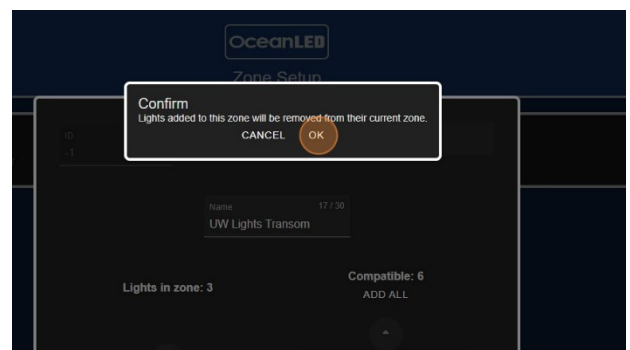 OceanLED
Zone Setup
Confirm
Lights added to this zone will be removed from their current zone.
CANCEL OK
ID
-1
Name 17 / 30
UW Lights Transom
Lights in zone: 3
Compatible: 6
ADD ALL